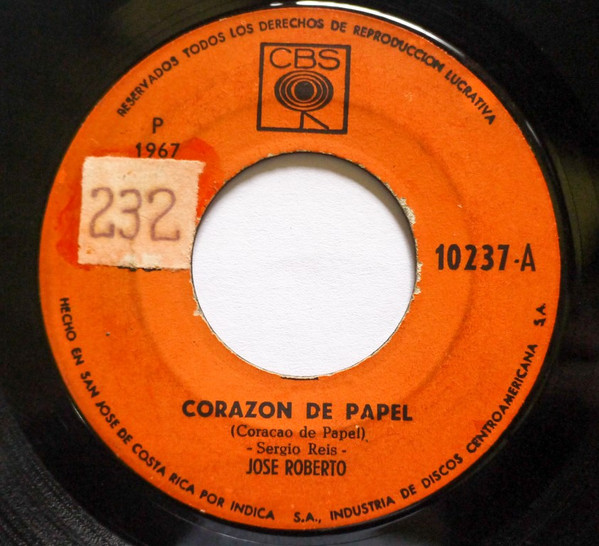 RESERVADOS TODOS LOS DERECHOS DE REPRODUCCION LUCRATIVA
CBS
P
1967
232
10237-A
CORAZON DE PAPEL
(Coracao de Papel)
- Sergio Reis -
JOSE ROBERTO
HECHO EN SAN JOSE DE COSTA RICA POR INDICA S.A., INDUSTRIA DE DISCOS CENTROAMERICANA S.A.